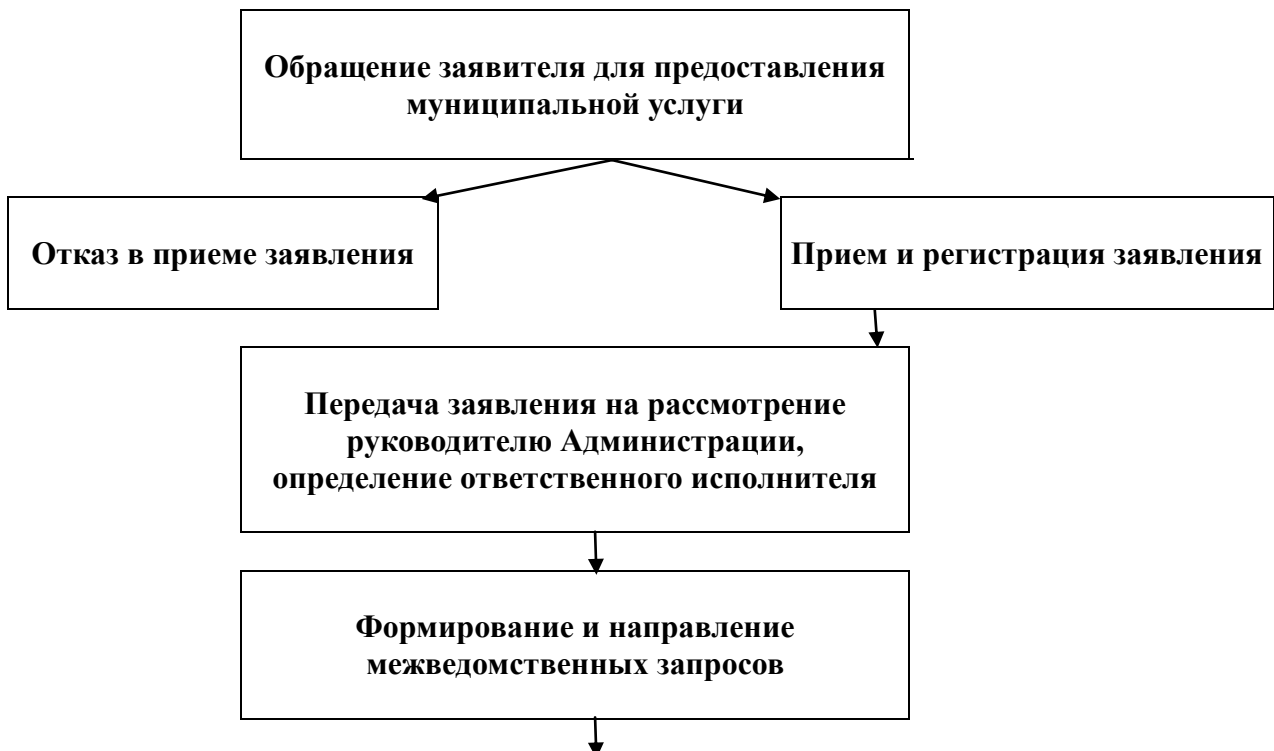 Обращение заявителя для предоставления
муниципальной услуги
Отказ в приеме заявления
Прием и регистрация заявления
Передача заявления на рассмотрение
руководителю Администрации,
определение ответственного исполнителя
Формирование и направление
межведомственных запросов